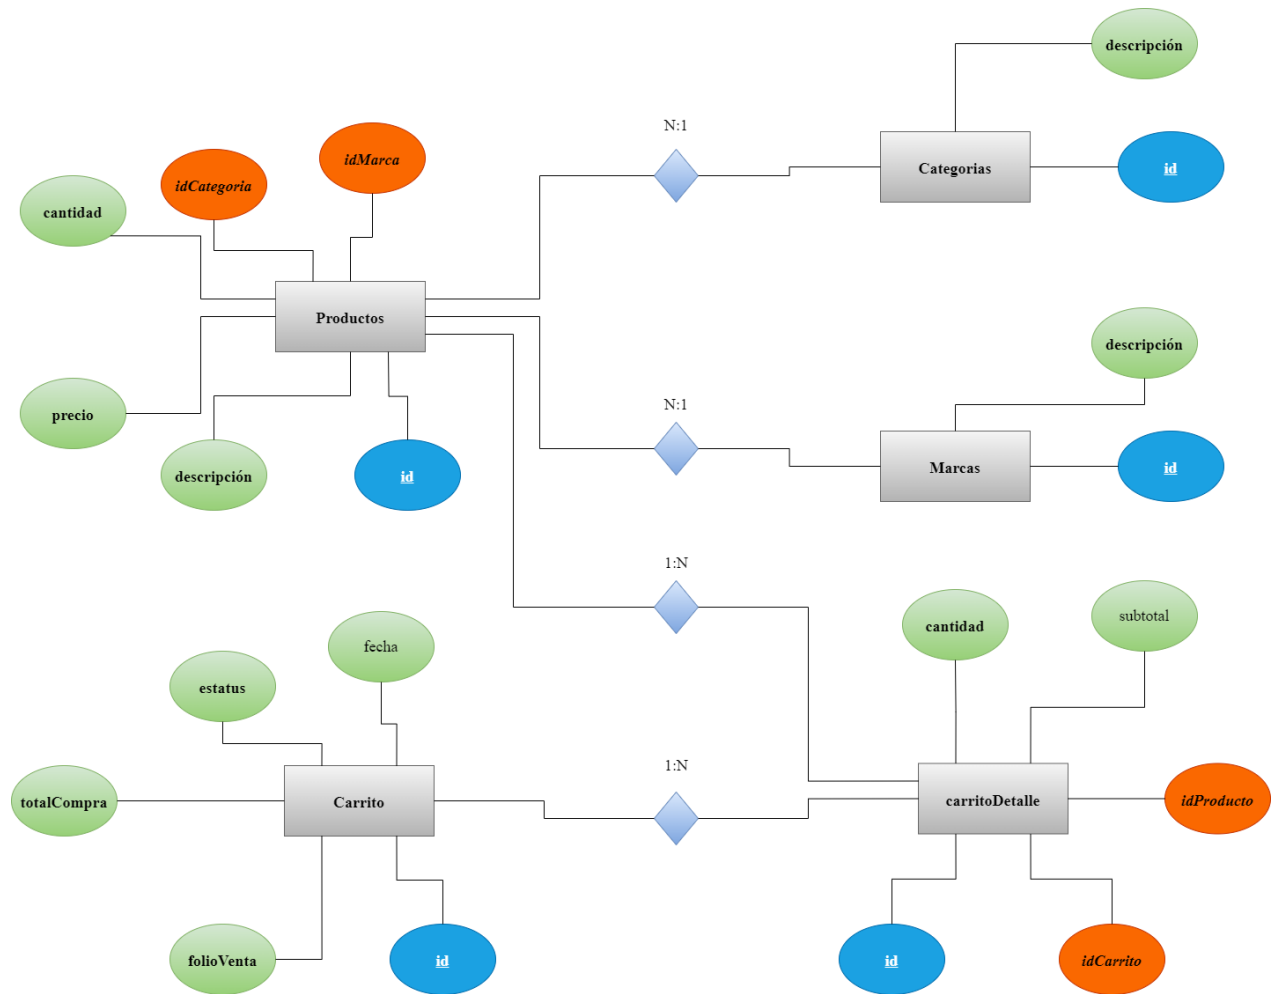 descripción
N:1
idMarca
Categorias
id
idCategoria
cantidad
Productos
descripción
precio
N:1
descripción
id
Marcas
id
1:N
cantidad
subtotal
fecha
estatus
1:N
totalCompra
Carrito
carritoDetalle
idProducto
folioVenta
id
id
idCarrito